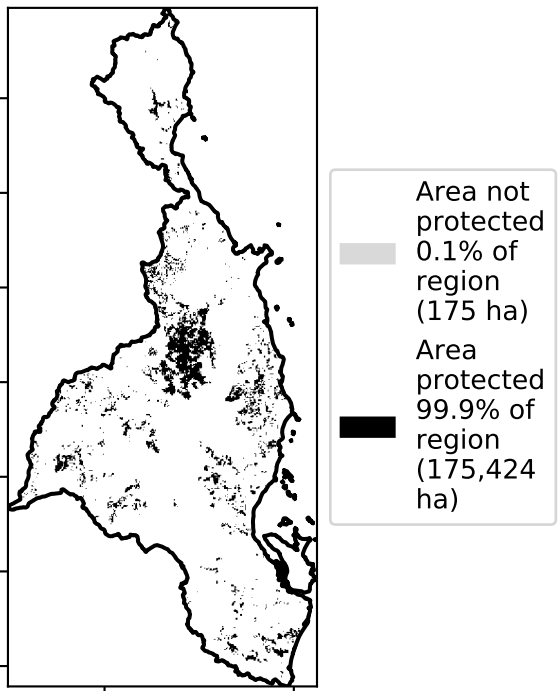 Area not
protected
0.1% of
region
(175 ha)
Area
protected
99.9% of
region
(175,424
ha)